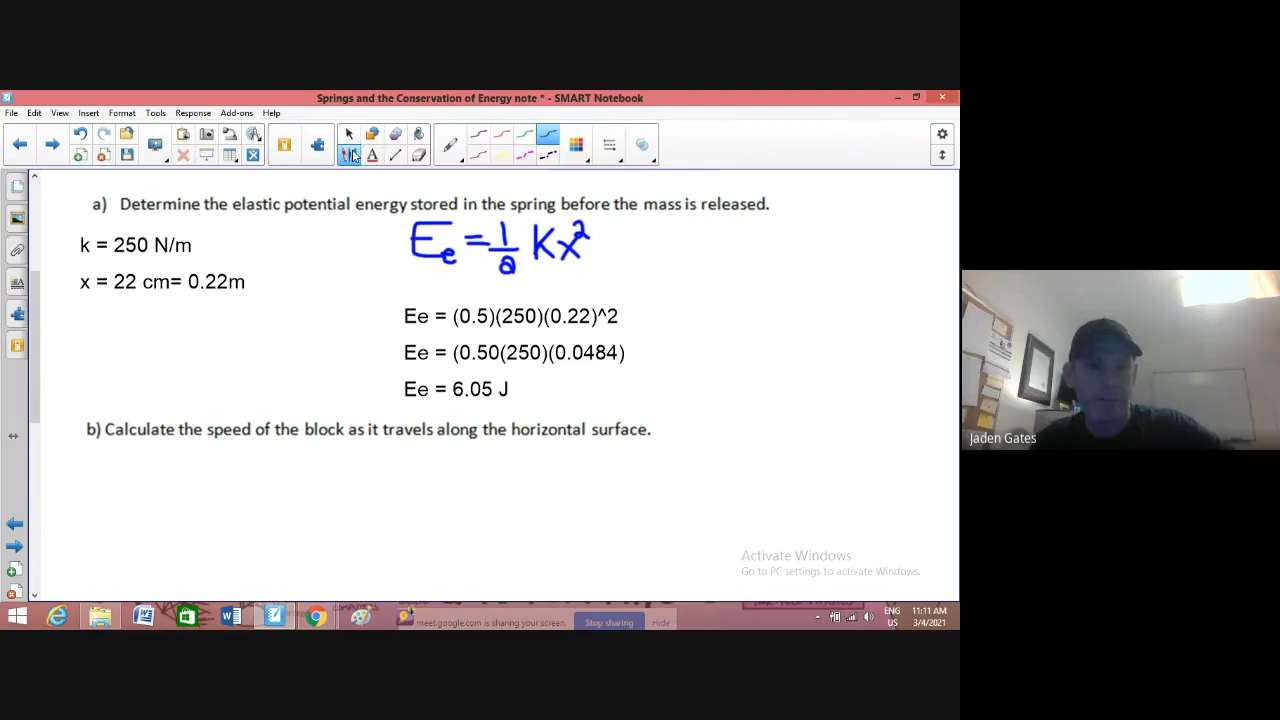 Springs and the Conservation of Energy note * - SMART Notebook
File Edit View Insert Format Tools Response Add-ons Help
a) Determine the elastic potential energy stored in the spring before the mass is released.
k = 250 N/m
Ee = 1/2 Kx²
x = 22 cm= 0.22m
Ee = (0.5)(250)(0.22)^2
Ee = (0.50(250)(0.0484)
Ee = 6.05 J
b) Calculate the speed of the block as it travels along the horizontal surface.
Jaden Gates
Activate Windows
Go to PC settings to activate Windows.
meet.google.com is sharing your screen.
Stop sharing
Hide
ENG
US
11:11 AM
3/4/2021